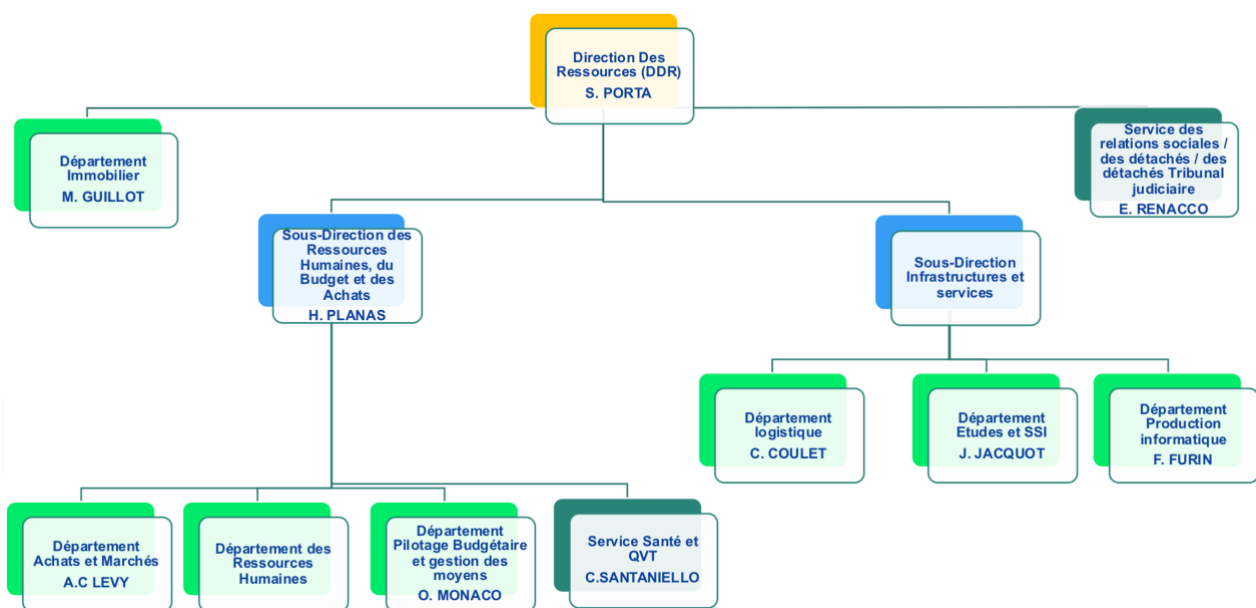 Direction Des
Ressources (DDR)
S. PORTA
Département
Immobilier
M. GUILLOT
Service des
relations sociales /
des détachés / des
détachés Tribunal
judiciaire
E. RENACCO
Sous-Direction des
Ressources
Humaines, du
Budget et des
Achats
H. PLANAS
Sous-Direction
Infrastructures et
services
Département
logistique
C. COULET
Département
Etudes et SSI
J. JACQUOT
Département
Production
informatique
F. FURIN
Département
Achats et Marchés
A.C LEVY
Département des
Ressources
Humaines
Département
Pilotage Budgétaire
et gestion des
moyens
O. MONACO
Service Santé et
QVT
C.SANTANIELLO